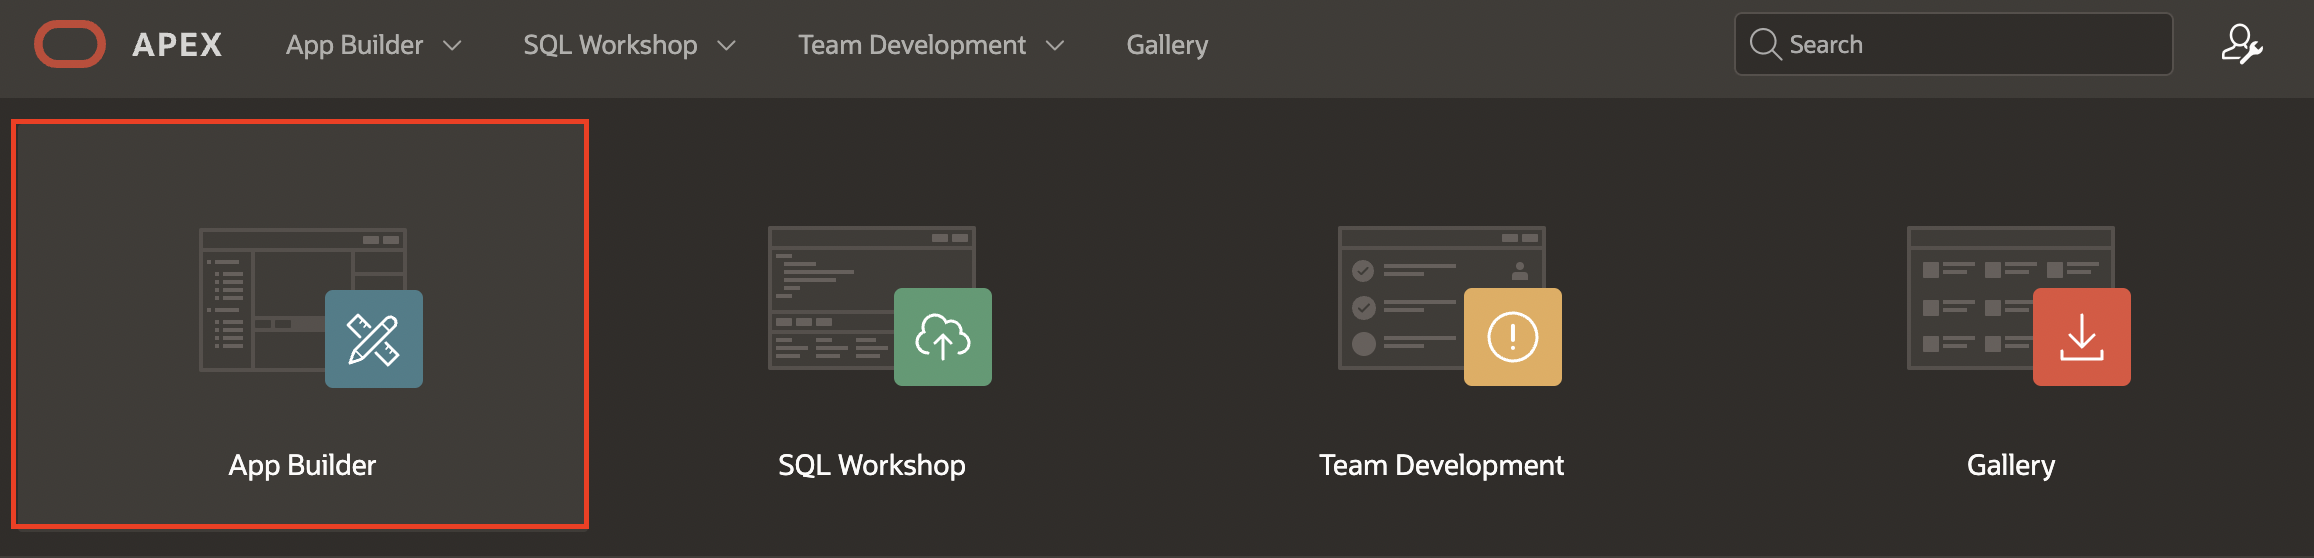 APEX App Builder SQL Workshop Team Development Gallery Search
App Builder SQL Workshop Team Development Gallery